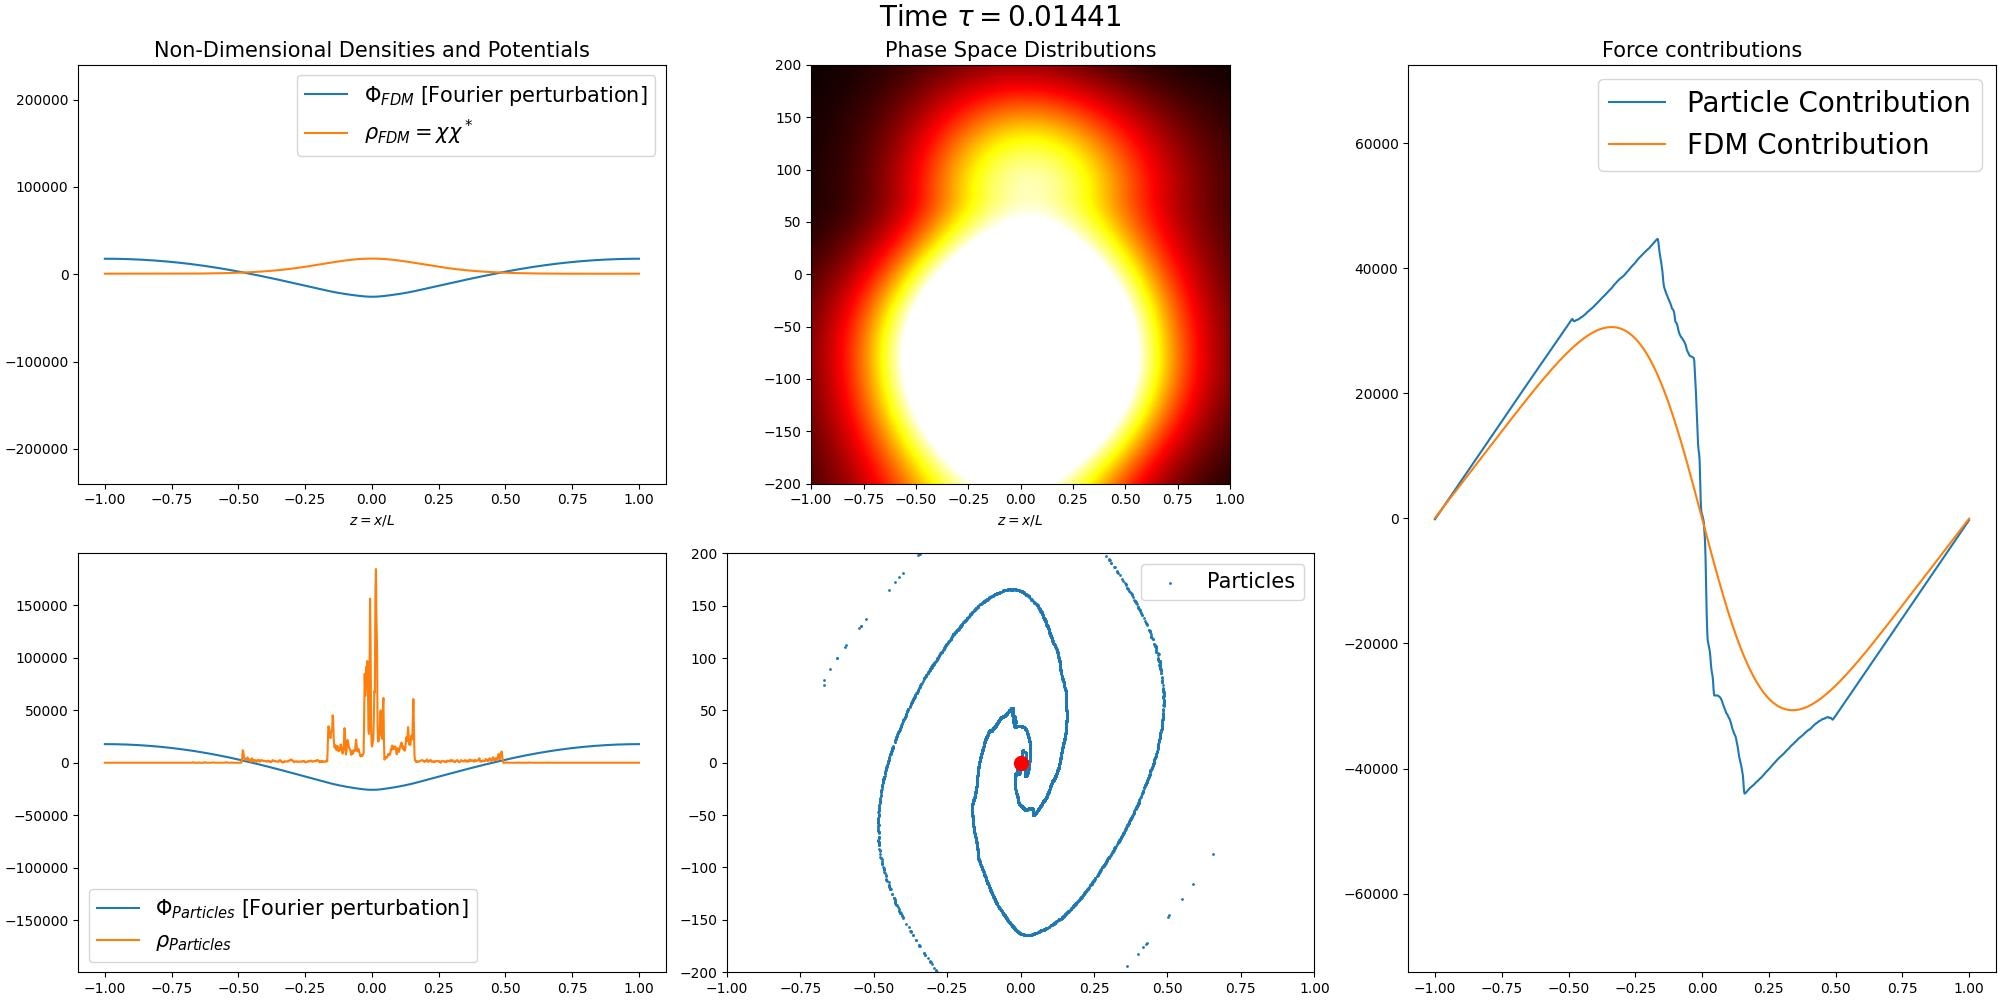 Time τ = 0.01441
Non-Dimensional Densities and Potentials
200000
100000
0
−100000
−200000
Φ_FDM [Fourier perturbation]
ρ_FDM = χχ*
−1.00 −0.75 −0.50 −0.25 0.00 0.25 0.50 0.75 1.00
z = x/L
Phase Space Distributions
200
150
100
50
0
−50
−100
−150
−200
−1.00 −0.75 −0.50 −0.25 0.00 0.25 0.50 0.75 1.00
z = x/L
Force contributions
Particle Contribution
FDM Contribution
60000
40000
20000
0
−20000
−40000
−60000
−1.00 −0.75 −0.50 −0.25 0.00 0.25 0.50 0.75 1.00
150000
100000
50000
0
−50000
−100000
−150000
Φ_Particles [Fourier perturbation]
ρ_Particles
−1.00 −0.75 −0.50 −0.25 0.00 0.25 0.50 0.75 1.00
Particles
200
150
100
50
0
−50
−100
−150
−200
−1.00 −0.75 −0.50 −0.25 0.00 0.25 0.50 0.75 1.00